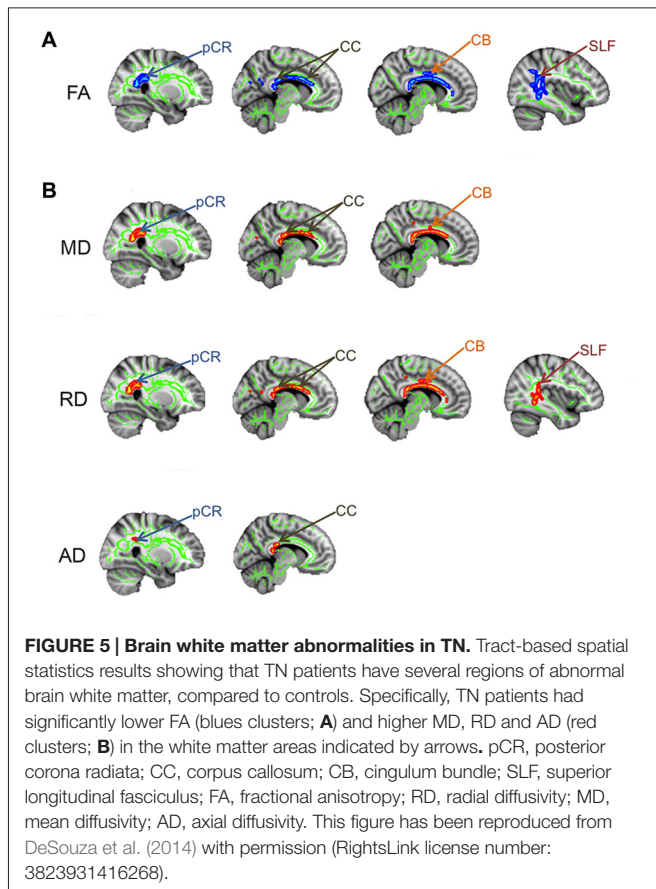 A
pCR
CC
CB
SLF
FA
B
pCR
CC
CB
MD
pCR
CC
CB
SLF
RD
pCR
CC
AD
FIGURE 5 | Brain white matter abnormalities in TN. Tract-based spatial
statistics results showing that TN patients have several regions of abnormal
brain white matter, compared to controls. Specifically, TN patients had
significantly lower FA (blues clusters; A) and higher MD, RD and AD (red
clusters; B) in the white matter areas indicated by arrows. pCR, posterior
corona radiata; CC, corpus callosum; CB, cingulum bundle; SLF, superior
longitudinal fasciculus; FA, fractional anisotropy; RD, radial diffusivity; MD,
mean diffusivity; AD, axial diffusivity. This figure has been reproduced from
DeSouza et al. (2014) with permission (RightsLink license number:
3823931416268).